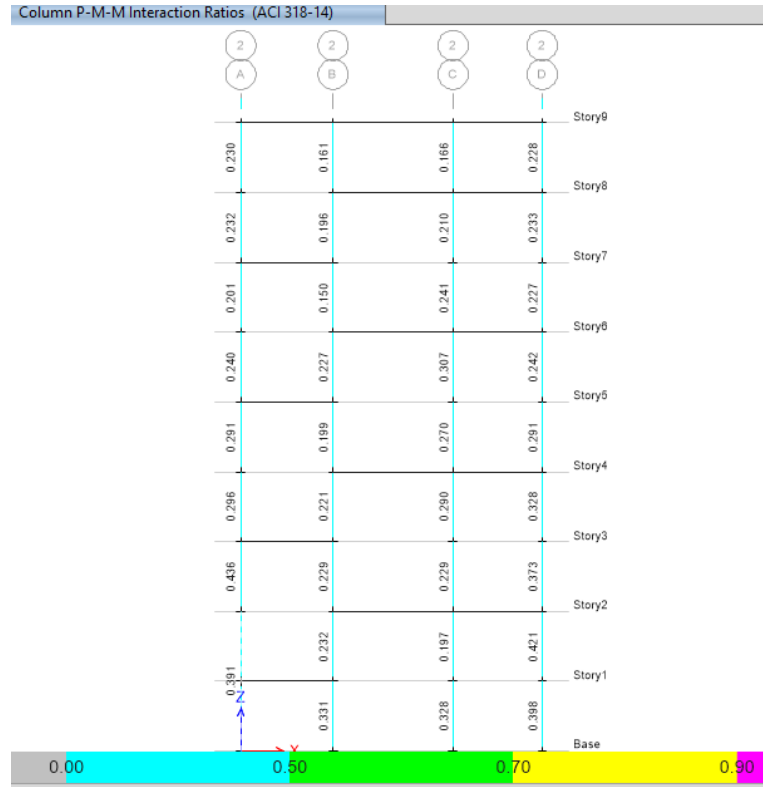 Column P-M-M Interaction Ratios (ACI 318-14)
2 2 2 2
A B C D
Story9
0.230 0.161 0.166 0.228
Story8
0.232 0.196 0.210 0.233
Story7
0.201 0.150 0.241 0.227
Story6
0.240 0.227 0.307 0.242
Story5
0.291 0.199 0.270 0.291
Story4
0.296 0.221 0.290 0.328
Story3
0.436 0.229 0.229 0.373
Story2
0.232 0.197 0.421
Story1
0.391
Z
0.331 0.328 0.398
X
Base
0.00 0.50 0.70 0.90